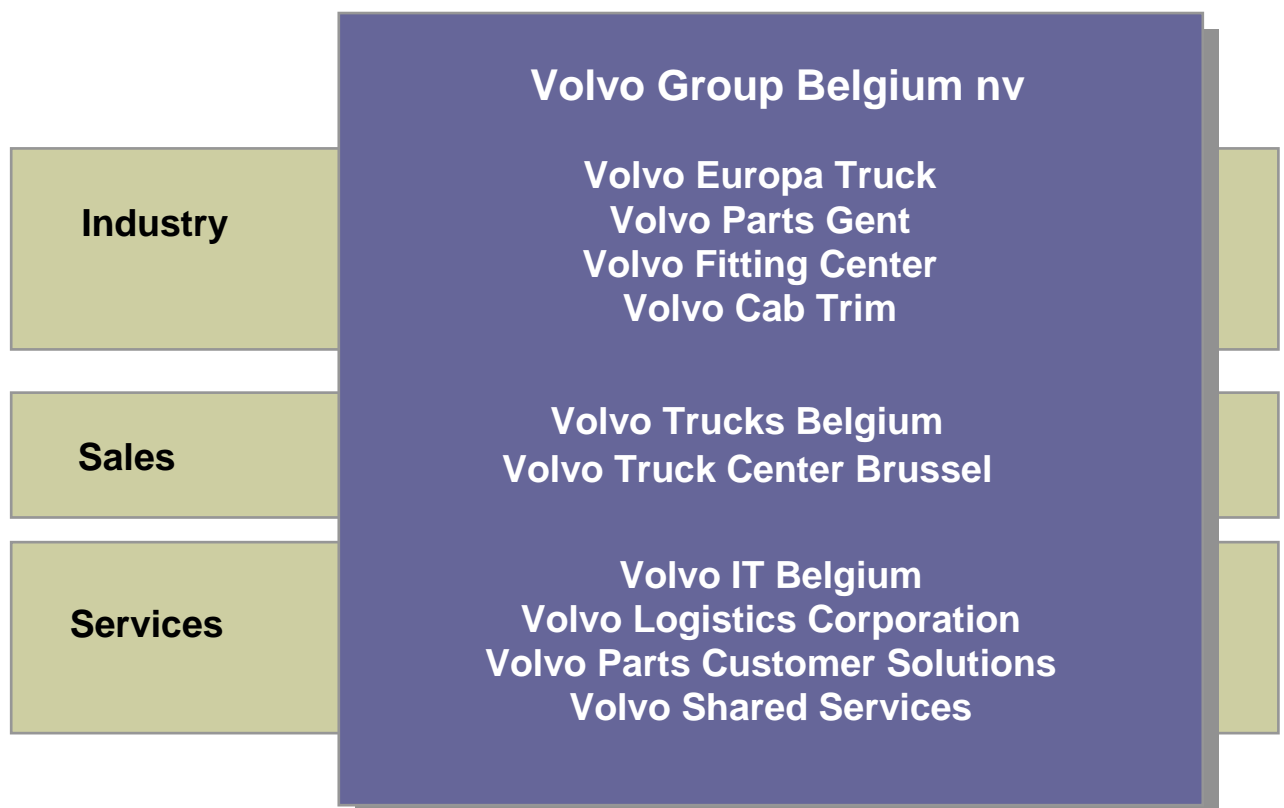 Volvo Group Belgium nv
Industry
Volvo Europa Truck
Volvo Parts Gent
Volvo Fitting Center
Volvo Cab Trim
Sales
Volvo Trucks Belgium
Volvo Truck Center Brussel
Services
Volvo IT Belgium
Volvo Logistics Corporation
Volvo Parts Customer Solutions
Volvo Shared Services